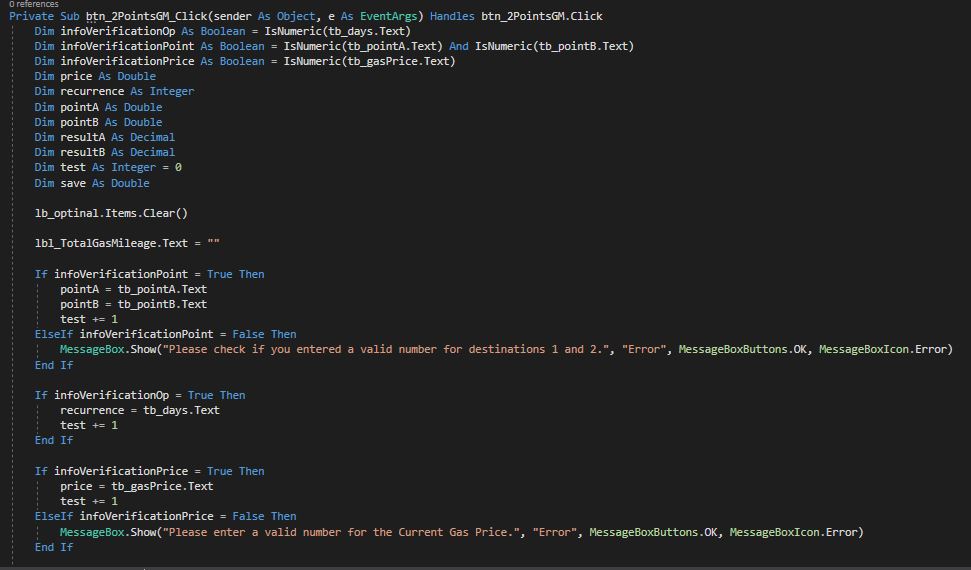 0 references
Private Sub btn_2PointsGM_Click(sender As Object, e As EventArgs) Handles btn_2PointsGM.Click
Dim infoVerificationOp As Boolean = IsNumeric(tb_days.Text)
Dim infoVerificationPoint As Boolean = IsNumeric(tb_pointA.Text) And IsNumeric(tb_pointB.Text)
Dim infoVerificationPrice As Boolean = IsNumeric(tb_gasPrice.Text)
Dim price As Double
Dim recurrence As Integer
Dim pointA As Double
Dim pointB As Double
Dim resultA As Decimal
Dim resultB As Decimal
Dim test As Integer = 0
Dim save As Double
lb_optinal.Items.Clear()
lbl_TotalGasMileage.Text = ""
If infoVerificationPoint = True Then
pointA = tb_pointA.Text
pointB = tb_pointB.Text
test += 1
ElseIf infoVerificationPoint = False Then
MessageBox.Show("Please check if you entered a valid number for destinations 1 and 2.", "Error", MessageBoxButtons.OK, MessageBoxIcon.Error)
End If
If infoVerificationOp = True Then
recurrence = tb_days.Text
test += 1
End If
If infoVerificationPrice = True Then
price = tb_gasPrice.Text
test += 1
ElseIf infoVerificationPrice = False Then
MessageBox.Show("Please enter a valid number for the Current Gas Price.", "Error", MessageBoxButtons.OK, MessageBoxIcon.Error)
End If